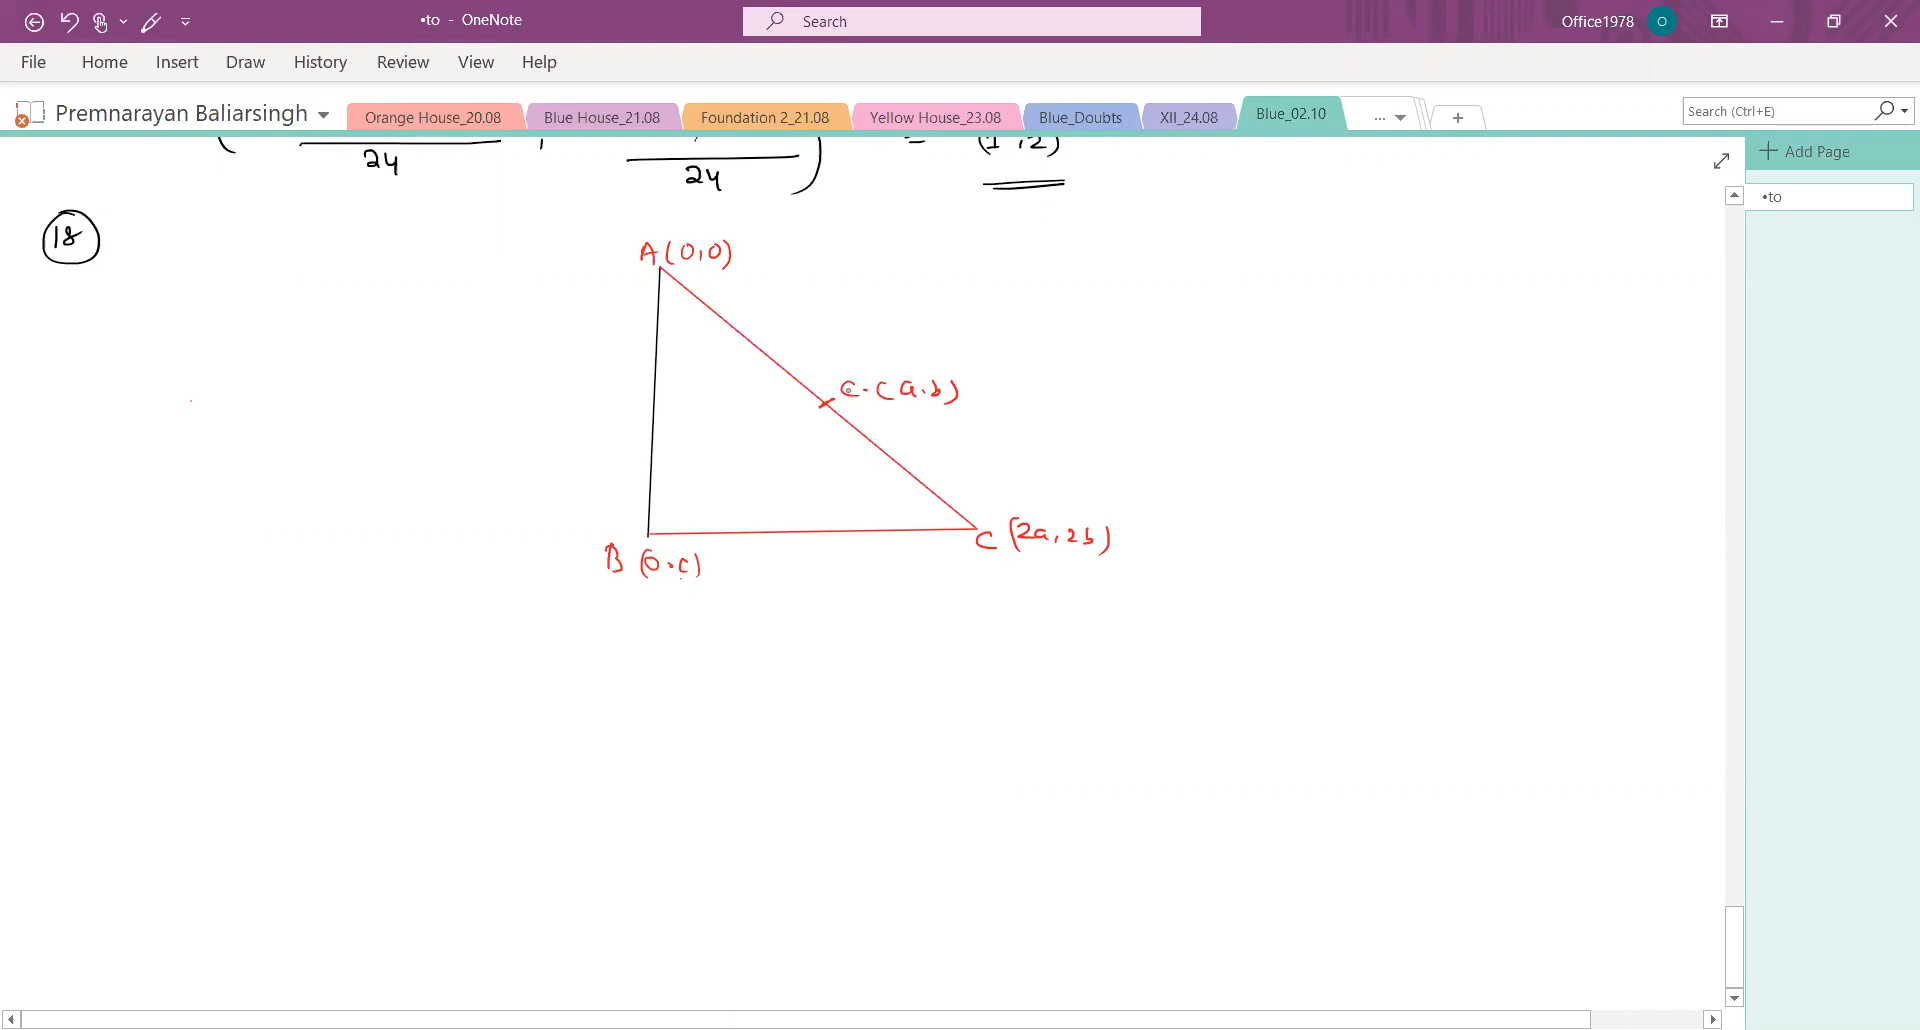 •to - OneNote
Search
Office1978
O
File Home Insert Draw History Review View Help
Premnarayan Baliarsingh
Orange House_20.08
Blue House_21.08
Foundation 2_21.08
Yellow House_23.08
Blue_Doubts
XII_24.08
Blue_02.10
...
+
Search (Ctrl+E)
+ Add Page
•to
24
24
= (1,2)
18
A(0,0)
C.C(a.b)
B (0.c)
C (2a,2b)